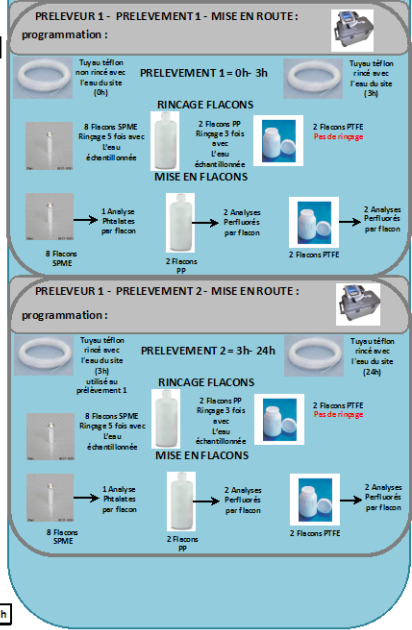 PRELEVEUR 1 - PRELEVEMENT 1 - MISE EN ROUTE :
programmation :
Tuyau téflon
non rincé avec
l'eau du site
(0h)
PRELEVEMENT 1 = 0h- 3h
Tuyau téflon
rincé avec
l'eau du site
(3h)
RINCAGE FLACONS
8 Flacons SPME
Rinçage 5 fois avec
L'eau
échantillonnée
2 Flacons PP
Rinçage 3 fois
avec
L'eau
échantillonnée
2 Flacons PTFE
Pas de rinçage
MISE EN FLACONS
1 Analyse
Phtalates
par flacon
2 Analyses
Perfluorés
par flacon
2 Analyses
Perfluorés
par flacon
8 Flacons
SPME
2 Flacons
PP
2 Flacons PTFE
PRELEVEUR 1 - PRELEVEMENT 2 - MISE EN ROUTE :
programmation :
Tuyau téflon
rincé avec
l'eau du site
(3h)
utilisé au
prélèvement 1
PRELEVEMENT 2 = 3h- 24h
Tuyau téflon
rincé avec
l'eau du site
(24h)
RINCAGE FLACONS
8 Flacons SPME
Rinçage 5 fois avec
L'eau
échantillonnée
2 Flacons PP
Rinçage 3 fois
avec
L'eau
échantillonnée
2 Flacons PTFE
Pas de rinçage
MISE EN FLACONS
1 Analyse
Phtalates
par flacon
2 Analyses
Perfluorés
par flacon
2 Analyses
Perfluorés
par flacon
8 Flacons
SPME
2 Flacons
PP
2 Flacons PTFE
h